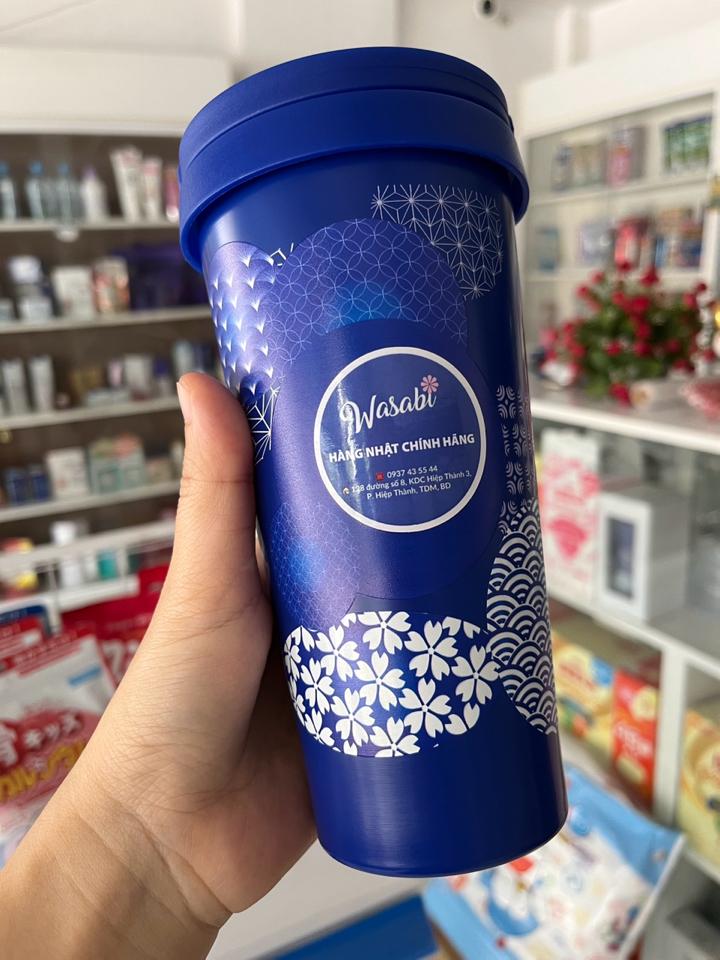 Wasabi
HÀNG NHẬT CHÍNH HÃNG
0937 43 55 44
128 đường số 8, KDC Hiệp Thành 3,
P. Hiệp Thành, TDM, BD